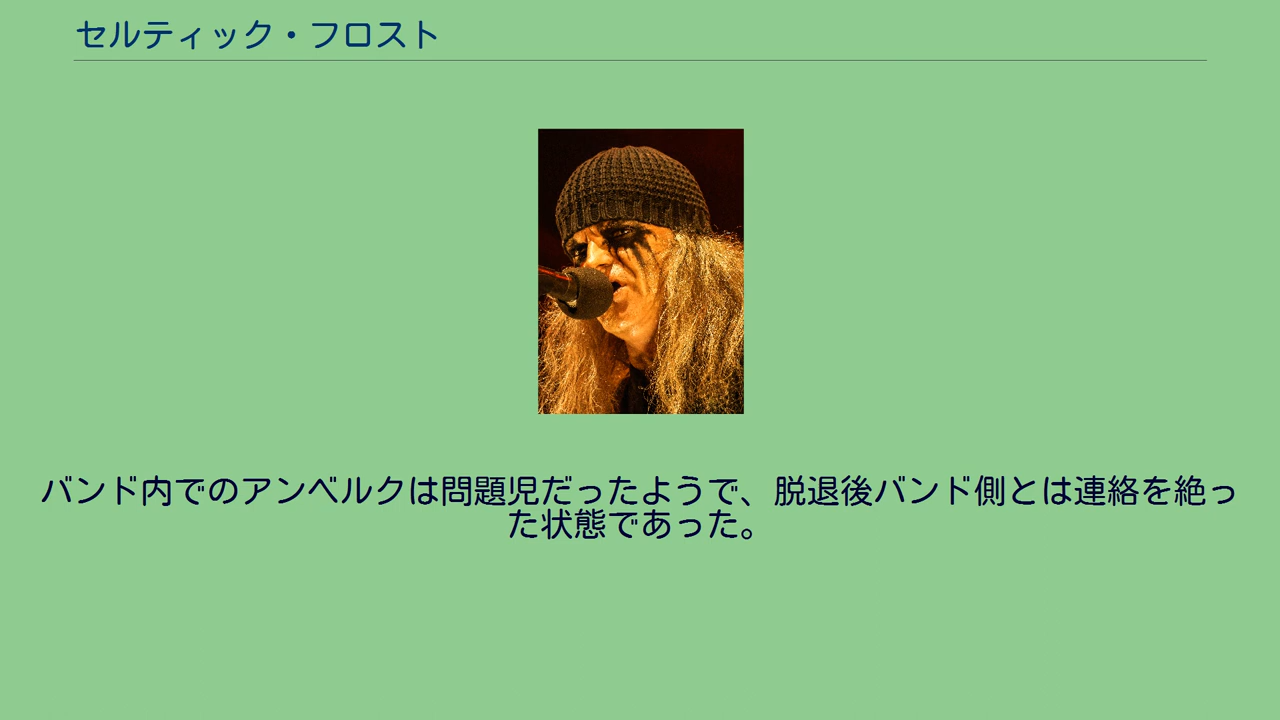 セルティック・フロスト
バンド内でのアンベルクは問題児だったようで、脱退後バンド側とは連絡を絶っ
た状態であった。